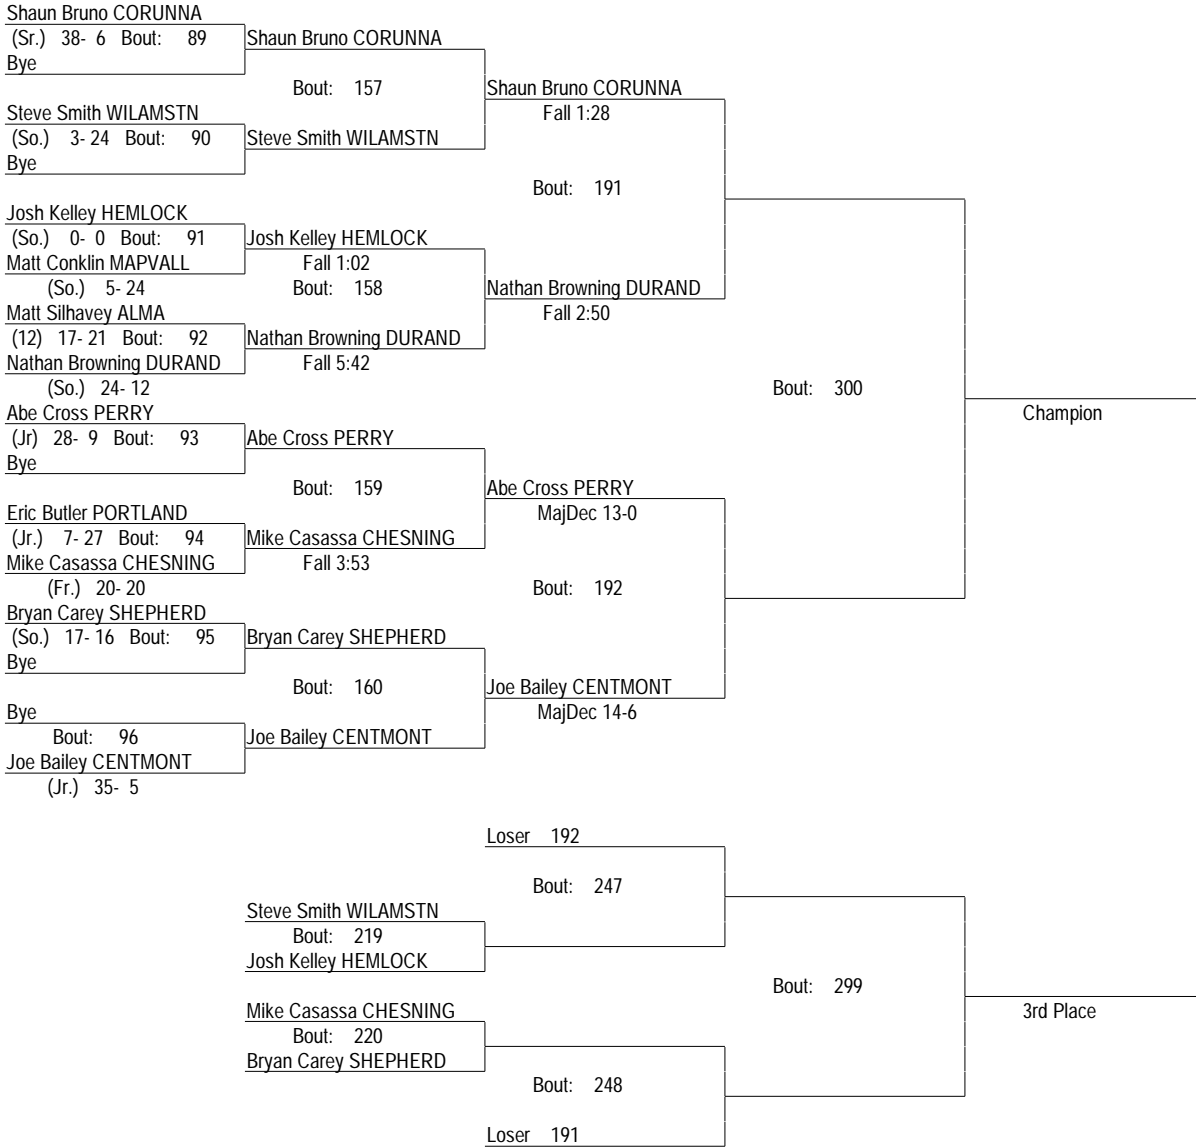 Shaun Bruno CORUNNA
(Sr.) 38- 6 Bout: 89
Bye
Shaun Bruno CORUNNA
Bout: 157
Steve Smith WILAMSTN
(So.) 3- 24 Bout: 90
Bye
Steve Smith WILAMSTN
Shaun Bruno CORUNNA
Fall 1:28
Bout: 191
Josh Kelley HEMLOCK
(So.) 0- 0 Bout: 91
Matt Conklin MAPVALL
(So.) 5- 24
Josh Kelley HEMLOCK
Fall 1:02
Bout: 158
Matt Silhavey ALMA
(12) 17- 21 Bout: 92
Nathan Browning DURAND
(So.) 24- 12
Nathan Browning DURAND
Fall 5:42
Nathan Browning DURAND
Fall 2:50
Bout: 300
Champion
Abe Cross PERRY
(Jr) 28- 9 Bout: 93
Bye
Abe Cross PERRY
Bout: 159
Eric Butler PORTLAND
(Jr.) 7- 27 Bout: 94
Mike Casassa CHESNING
(Fr.) 20- 20
Mike Casassa CHESNING
Fall 3:53
Abe Cross PERRY
MajDec 13-0
Bout: 192
Bryan Carey SHEPHERD
(So.) 17- 16 Bout: 95
Bye
Bryan Carey SHEPHERD
Bout: 160
Bye
Bout: 96
Joe Bailey CENTMONT
(Jr.) 35- 5
Joe Bailey CENTMONT
Joe Bailey CENTMONT
MajDec 14-6
Loser 192
Bout: 247
Steve Smith WILAMSTN
Bout: 219
Josh Kelley HEMLOCK
Bout: 299
3rd Place
Mike Casassa CHESNING
Bout: 220
Bryan Carey SHEPHERD
Bout: 248
Loser 191